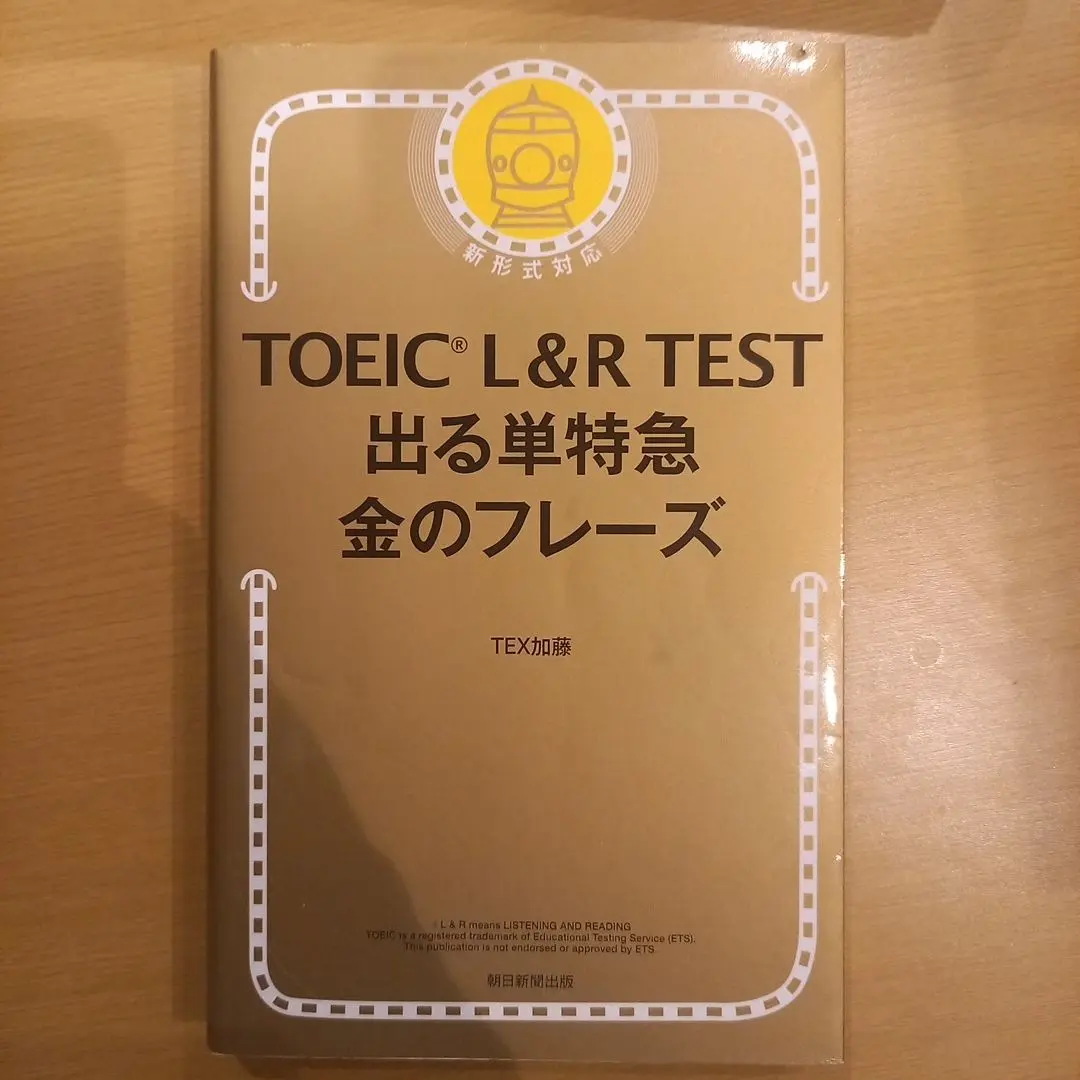 新形式対応
TOEIC® L&R TEST
出る単特急
金のフレーズ
TEX加藤
L & R means LISTENING AND READING
TOEIC is a registered trademark of Educational Testing Service (ETS).
This publication is not endorsed or approved by ETS.
朝日新聞出版